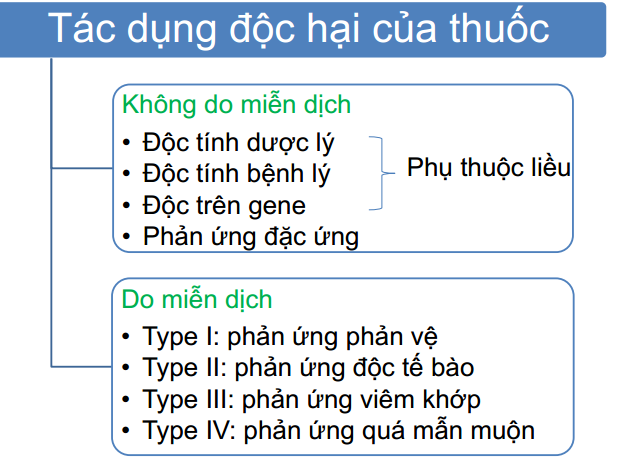 Tác dụng độc hại của thuốc
Không do miễn dịch
• Độc tính dược lý
• Độc tính bệnh lý
• Độc trên gene
• Phản ứng đặc ứng
Phụ thuộc liều
Do miễn dịch
• Type I: phản ứng phản vệ
• Type II: phản ứng độc tế bào
• Type III: phản ứng viêm khớp
• Type IV: phản ứng quá mẫn muộn